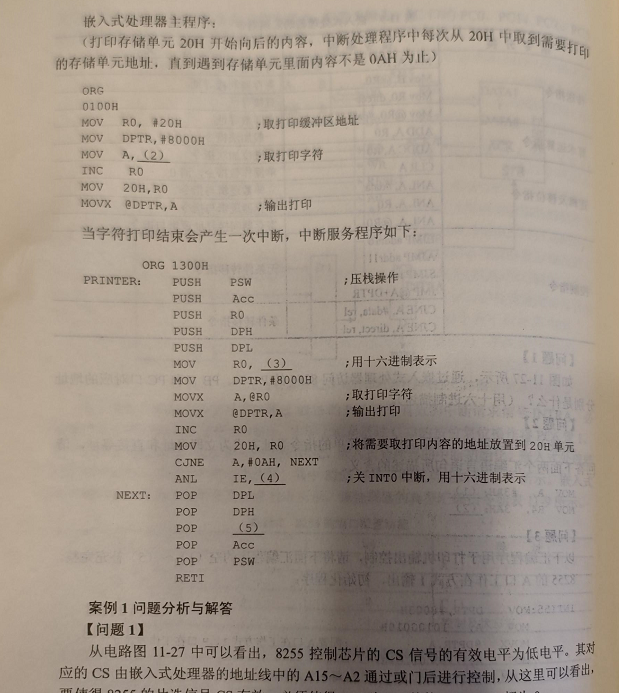 嵌入式处理器主程序：
（打印存储单元 20H 开始向后的内容，中断处理程序中每次从 20H 中取到需要打印
的存储单元地址，直到遇到存储单元里面内容不是 0AH 为止）
ORG
0100H
MOV R0, #20H ;取打印缓冲区地址
MOV DPTR,#8000H
MOV A,(2) ;取打印字符
INC R0
MOV 20H,R0
MOVX @DPTR,A ;输出打印
当字符打印结束会产生一次中断，中断服务程序如下：
ORG 1300H
PRINTER: PUSH PSW ;压栈操作
PUSH Acc
PUSH R0
PUSH DPH
PUSH DPL
MOV R0, (3) ;用十六进制表示
MOV DPTR,#8000H
MOVX A,@R0 ;取打印字符
MOVX @DPTR,A ;输出打印
INC R0
MOV 20H, R0 ;将需要取打印内容的地址放置到 20H 单元
CJNE A,#0AH, NEXT
ANL IE,(4) ;关 INT0 中断，用十六进制表示
NEXT: POP DPL
POP DPH
POP (5)
POP Acc
POP PSW
RETI
案例 1 问题分析与解答
【问题 1】
从电路图 11-27 中可以看出，8255 控制芯片的 CS 信号的有效电平为低电平。其对
应的 CS 由嵌入式处理器的地址线中的 A15～A2 通过或门后进行控制，从这里可以看出，